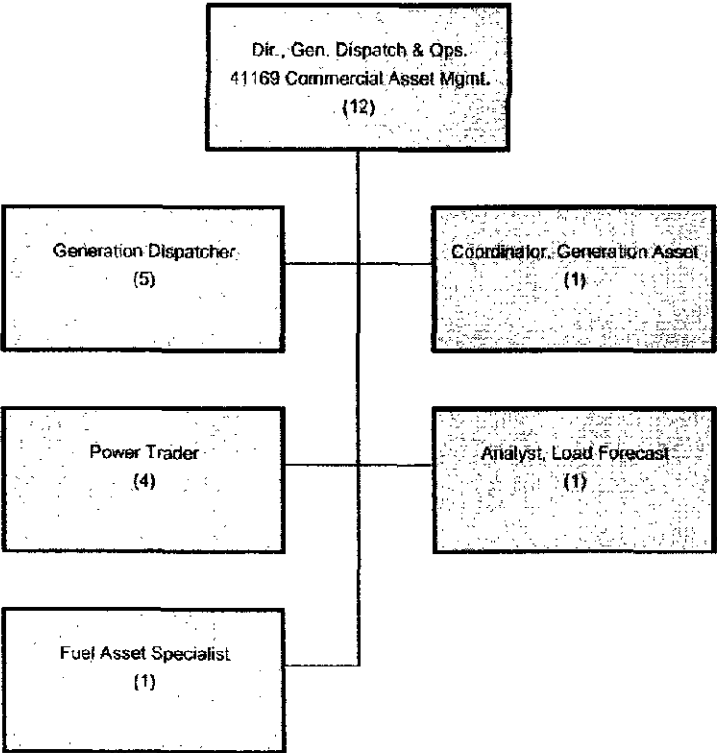 Dir., Gen. Dispatch & Ops.
41169 Commercial Asset Mgmt.
(12)
Generation Dispatcher
(5)
Coordinator, Generation Asset
(1)
Power Trader
(4)
Analyst, Load Forecast
(1)
Fuel Asset Specialist
(1)